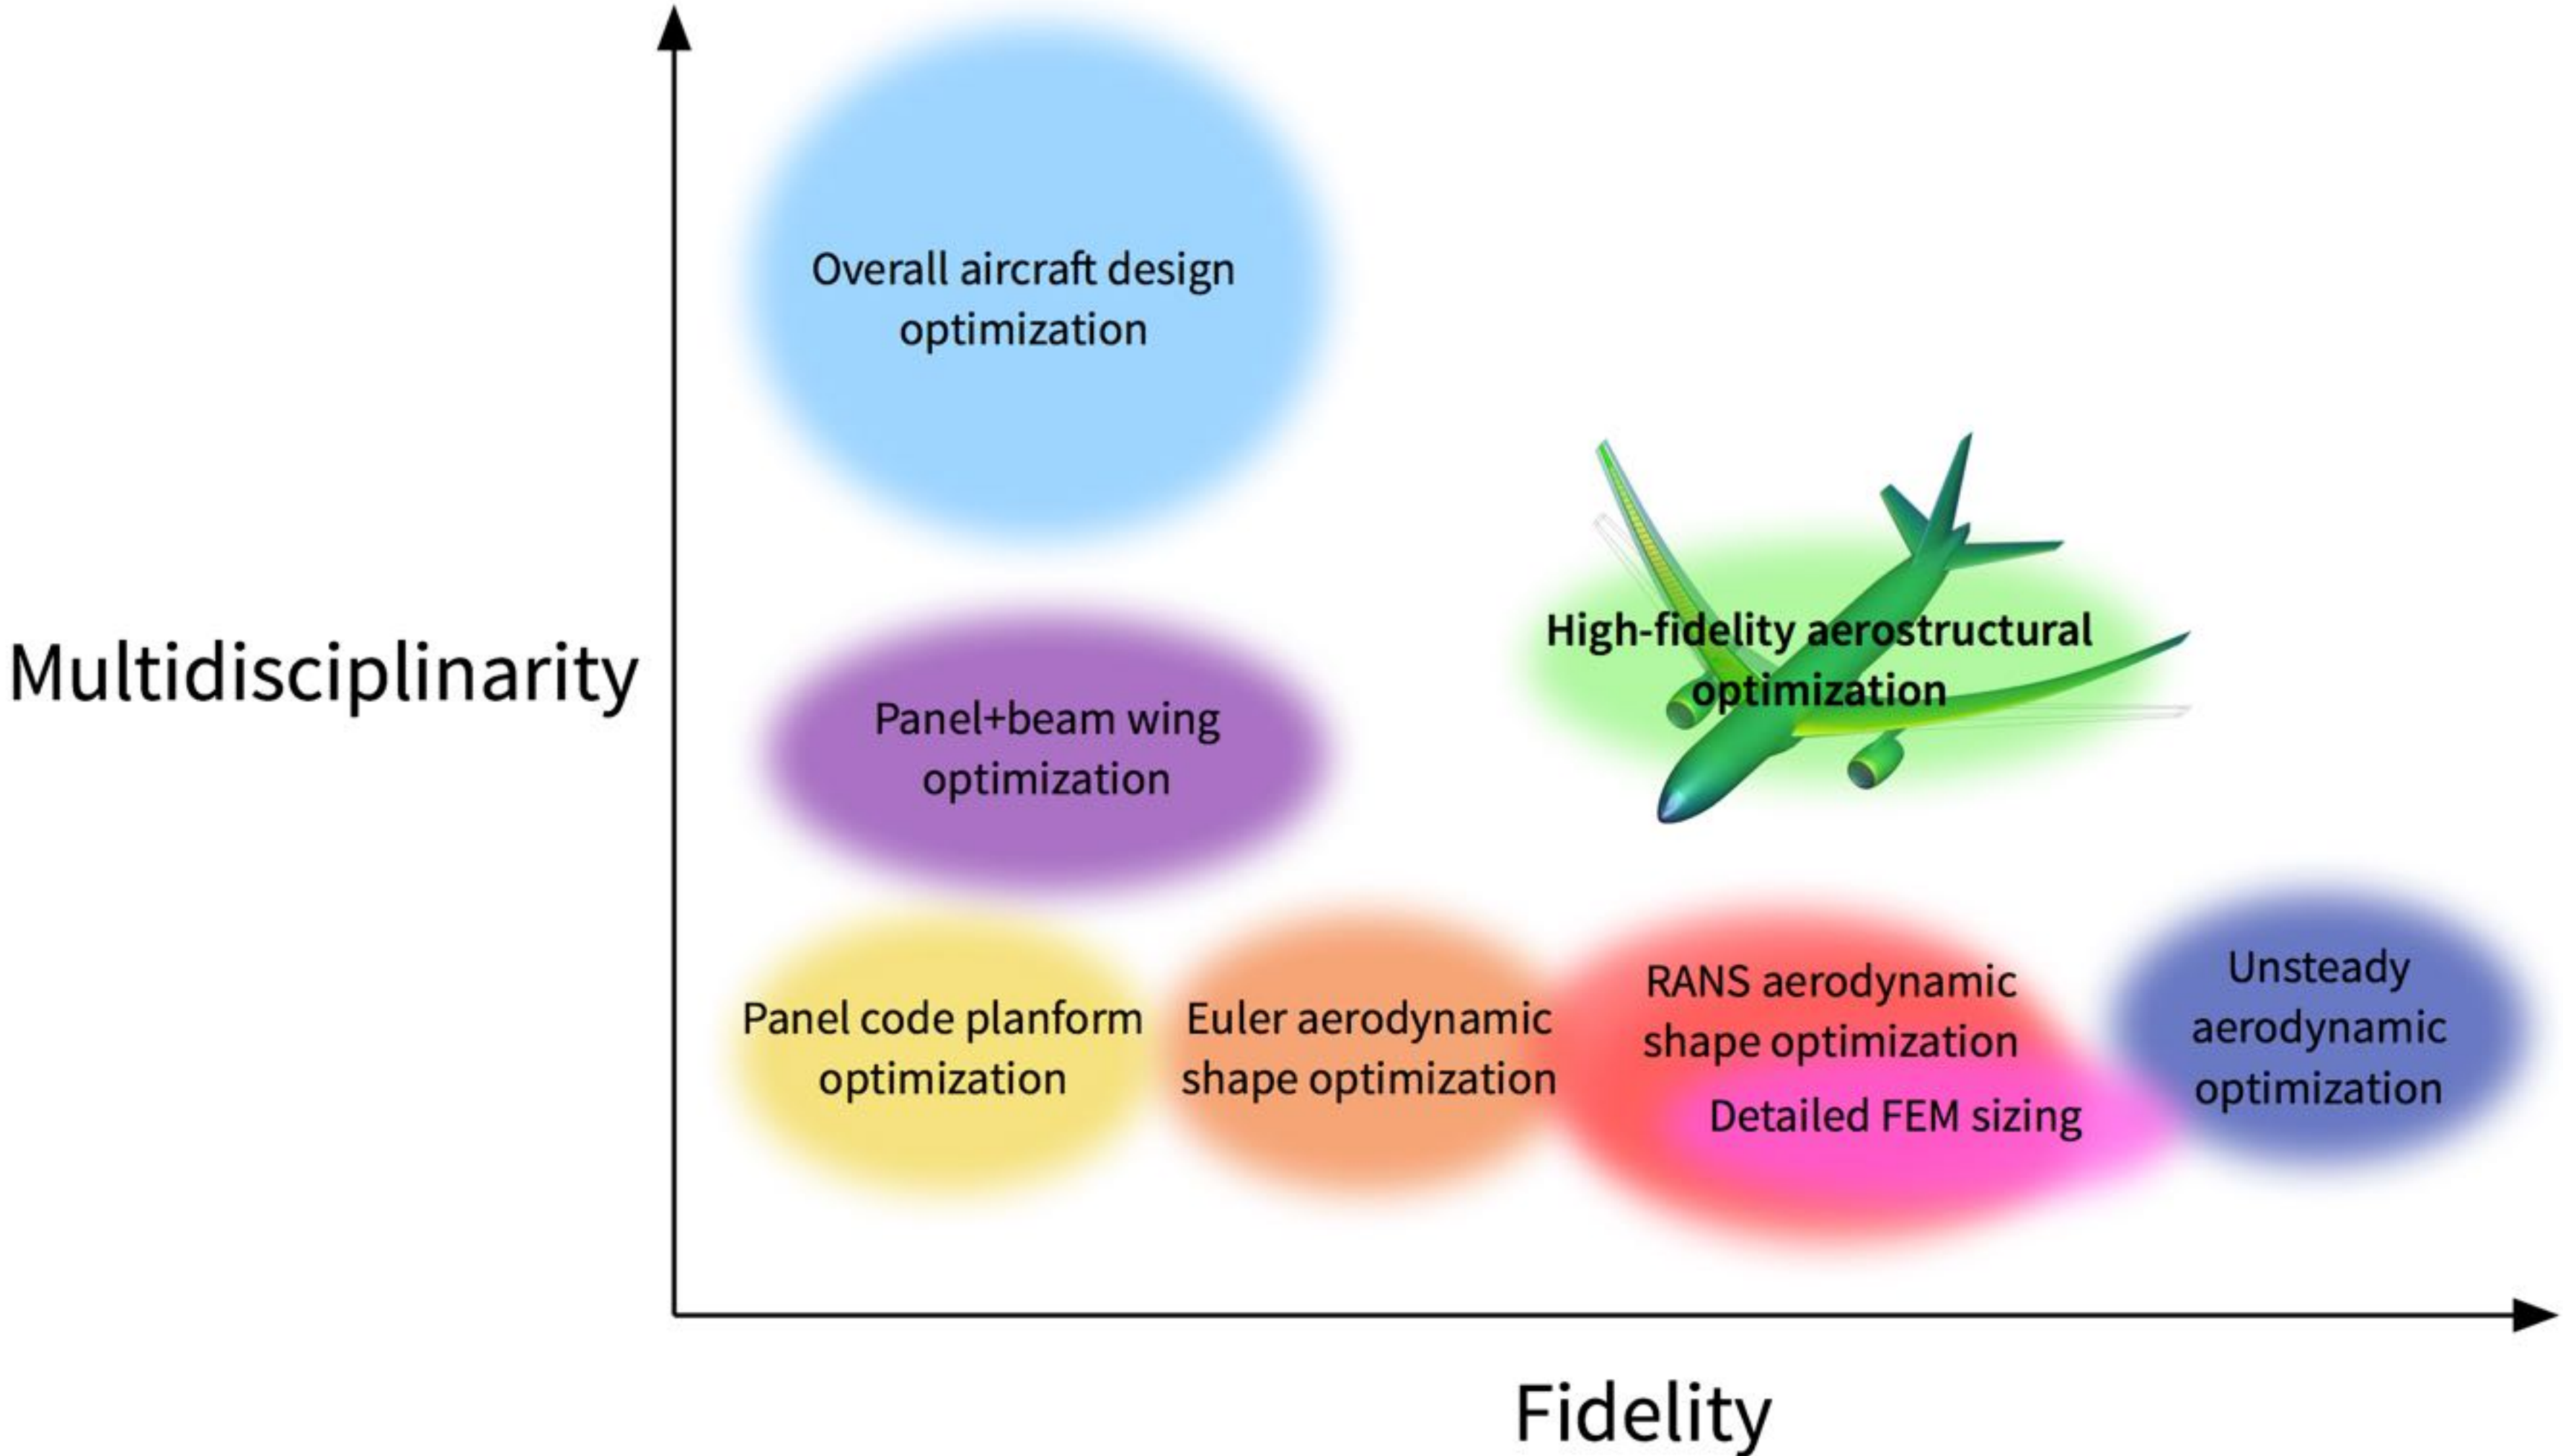 Overall aircraft design
optimization
Multidisciplinarity
High-fidelity aerostructural
optimization
Panel+beam wing
optimization
Panel code planform
optimization
Euler aerodynamic
shape optimization
RANS aerodynamic
shape optimization
Detailed FEM sizing
Unsteady
aerodynamic
optimization
Fidelity